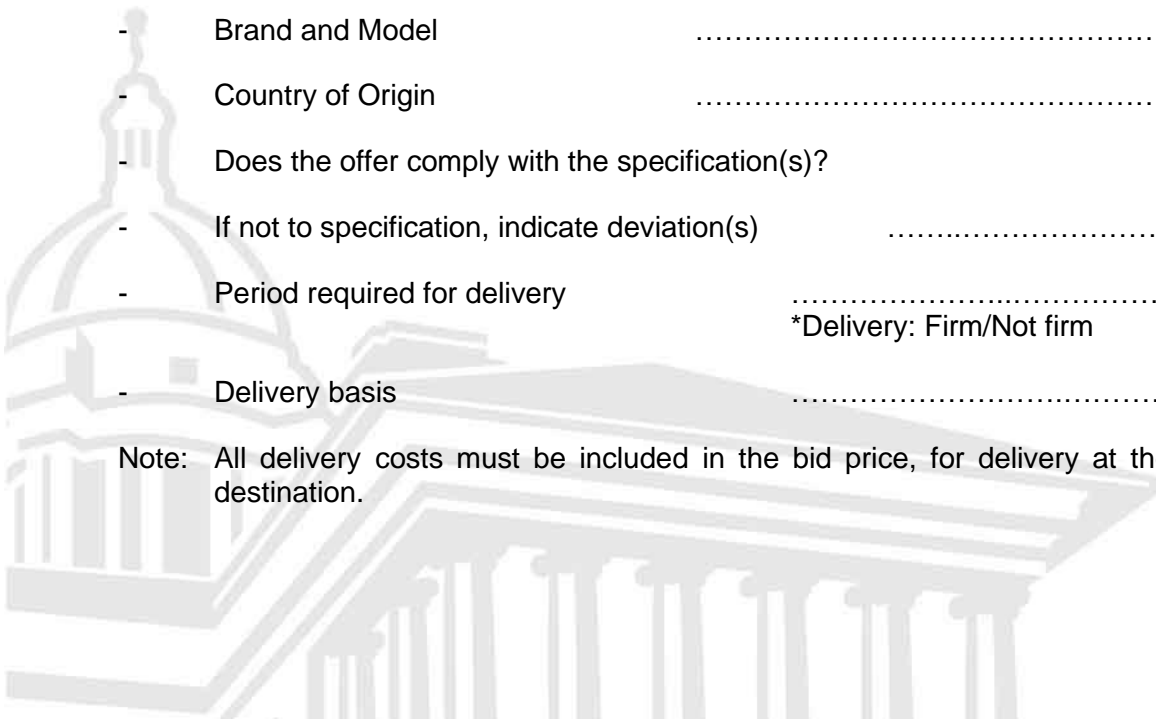 - Brand and Model ………………………………………
- Country of Origin ………………………………………
- Does the offer comply with the specification(s)?
- If not to specification, indicate deviation(s) ……..………………
- Period required for delivery …………………..……………
*Delivery: Firm/Not firm
- Delivery basis ……………………….………
Note: All delivery costs must be included in the bid price, for delivery at
destination.